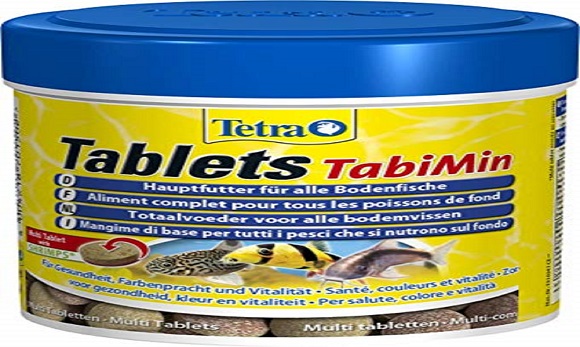 Tetra
Tablets TabiMin
D Hauptfutter für alle Bodenfische
F Aliment complet pour tous les poissons de fond
NL Totaalvoeder voor alle bodemvissen
I Mangime di base per tutti i pesci che si nutrono sul fondo
Multi Tablet
with
SHRIMPS
Für Gesundheit, Farbenpracht und Vitalität • Santé, couleurs et vitalité • Zorg
voor gezondheid, kleur en vitaliteit • Per salute, colore e vitalità
Tabletten - Multi Tablets
Multi tabletten - Multi-com